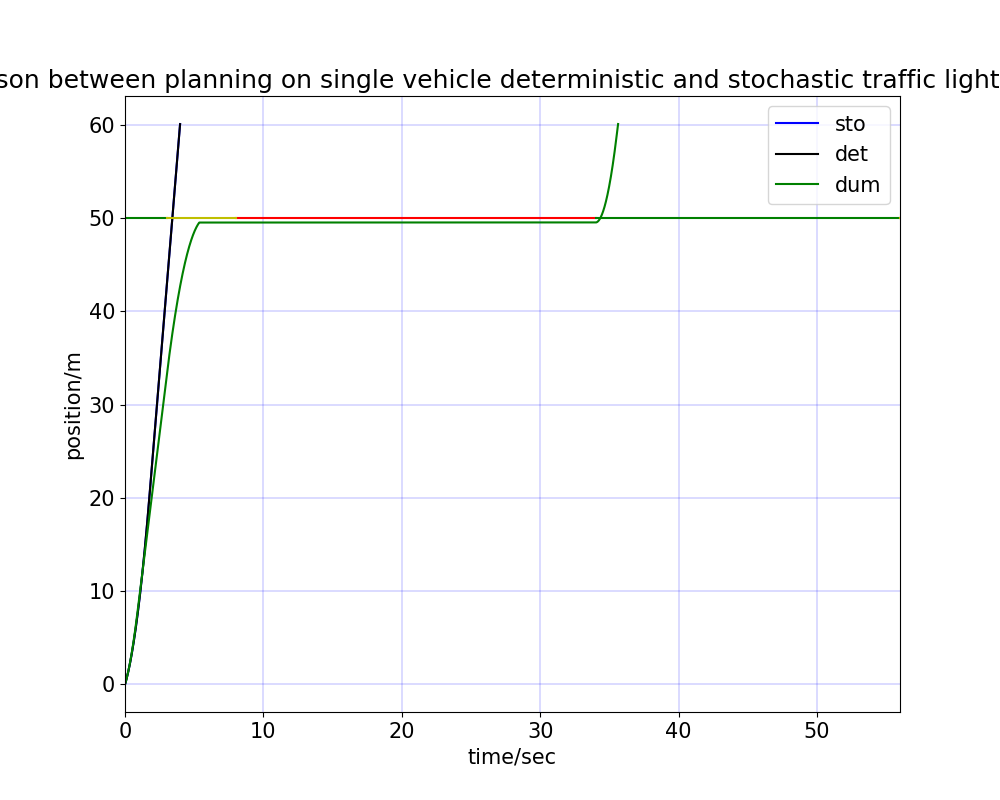 son between planning on single vehicle deterministic and stochastic traffic light
sto
det
dum
60
50
40
30
20
10
0
position/m
0 10 20 30 40 50
time/sec